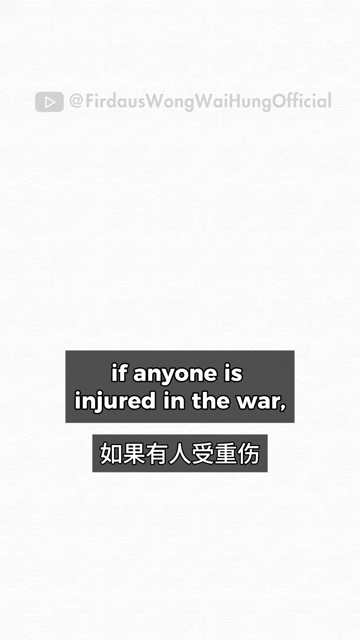 @FirdausWongWaiHungOfficial
if anyone is
injured in the war,
如果有人受重伤